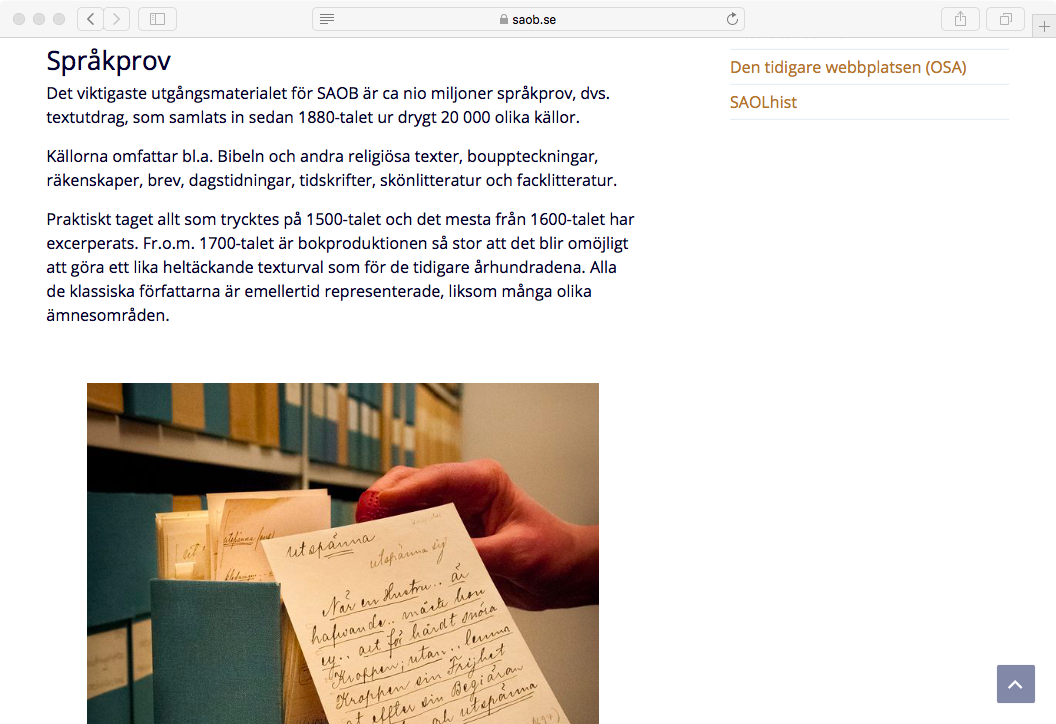 saob.se
Språkprov
Det viktigaste utgångsmaterialet för SAOB är ca nio miljoner språkprov, dvs.
textutdrag, som samlats in sedan 1880-talet ur drygt 20 000 olika källor.
Källorna omfattar bl.a. Bibeln och andra religiösa texter, bouppteckningar,
räkenskaper, brev, dagstidningar, tidskrifter, skönlitteratur och facklitteratur.
Praktiskt taget allt som trycktes på 1500-talet och det mesta från 1600-talet har
excerperats. Fr.o.m. 1700-talet är bokproduktionen så stor att det blir omöjligt
att göra ett lika heltäckande texturval som för de tidigare århundradena. Alla
de klassiska författarna är emellertid representerade, liksom många olika
ämnesområden.
Den tidigare webbplatsen (OSA)
SAOLhist
utspänna
utspänna
utspänna sig
När en Hustru.. är
hafwande.. måste hon
ey.. alt för hårdt snöra
Kroppen; utan.. lemna
Kroppen sin Frijhet
at effter sin Begiäran
och utspänna